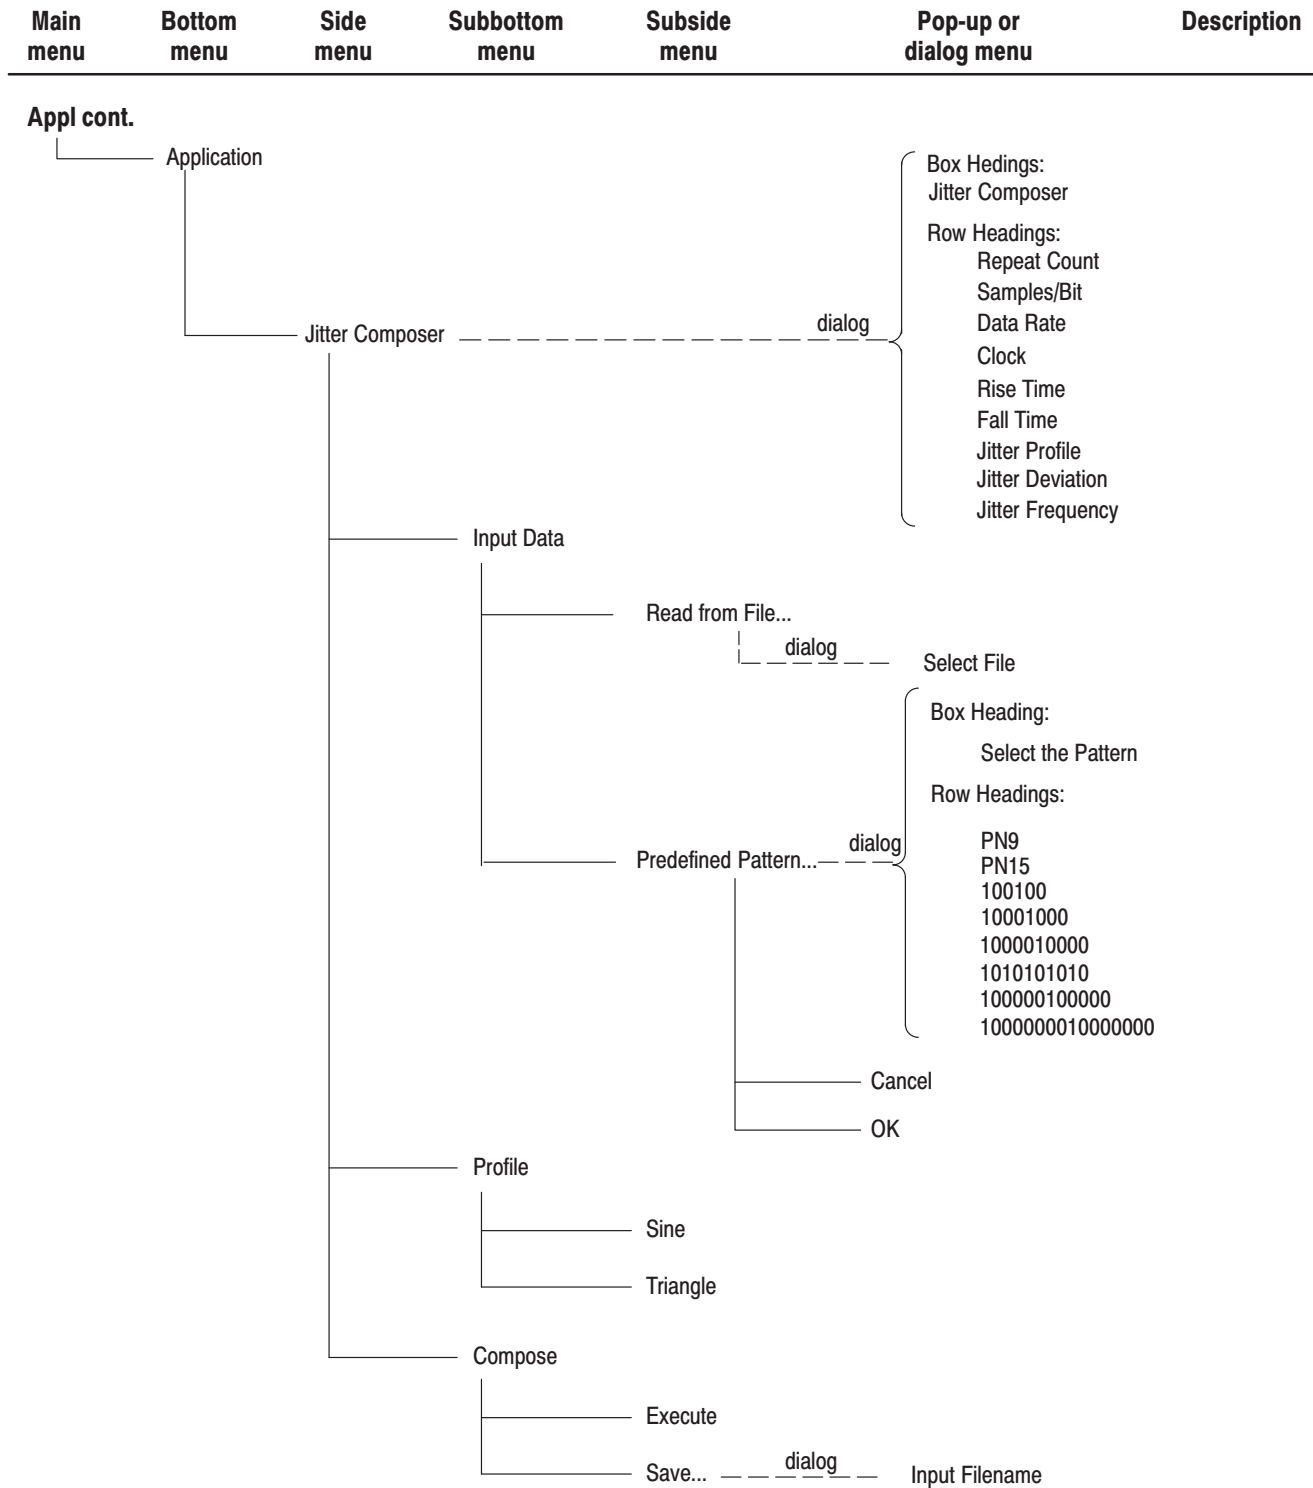 Main menu
Bottom menu
Side menu
Subbottom menu
Subside menu
Pop-up or dialog menu
Description
Appl cont.
Application
Box Hedings:
Jitter Composer
Row Headings:
Repeat Count
Samples/Bit
Data Rate
Clock
Rise Time
Fall Time
Jitter Profile
Jitter Deviation
Jitter Frequency
Jitter Composer
dialog
Input Data
Read from File...
dialog
Select File
Box Heading:
Select the Pattern
Row Headings:
PN9
PN15
100100
10001000
1000010000
1010101010
100000100000
1000000010000000
Predefined Pattern...
dialog
Cancel
OK
Profile
Sine
Triangle
Compose
Execute
Save...
dialog
Input Filename